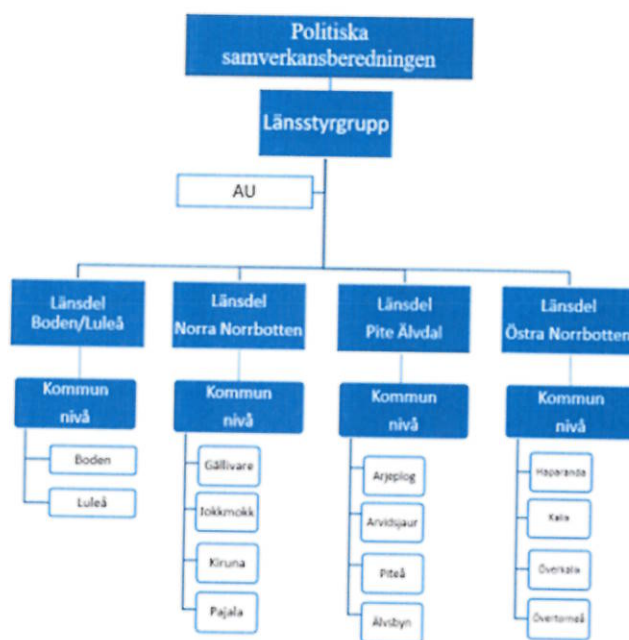 Politiska
samverkansberedningen
Länsstyrgrupp
AU
Länsdel
Boden/Luleå
Länsdel
Norra Norrbotten
Länsdel
Pite Älvdal
Länsdel
Östra Norrbotten
Kommun
nivå
Kommun
nivå
Kommun
nivå
Kommun
nivå
Boden
Luleå
Gällivare
Jokkmokk
Kiruna
Pajala
Arjeplog
Arvidsjaur
Piteå
Älvsbyn
Haparanda
Kalix
Överkalix
Övertorneå